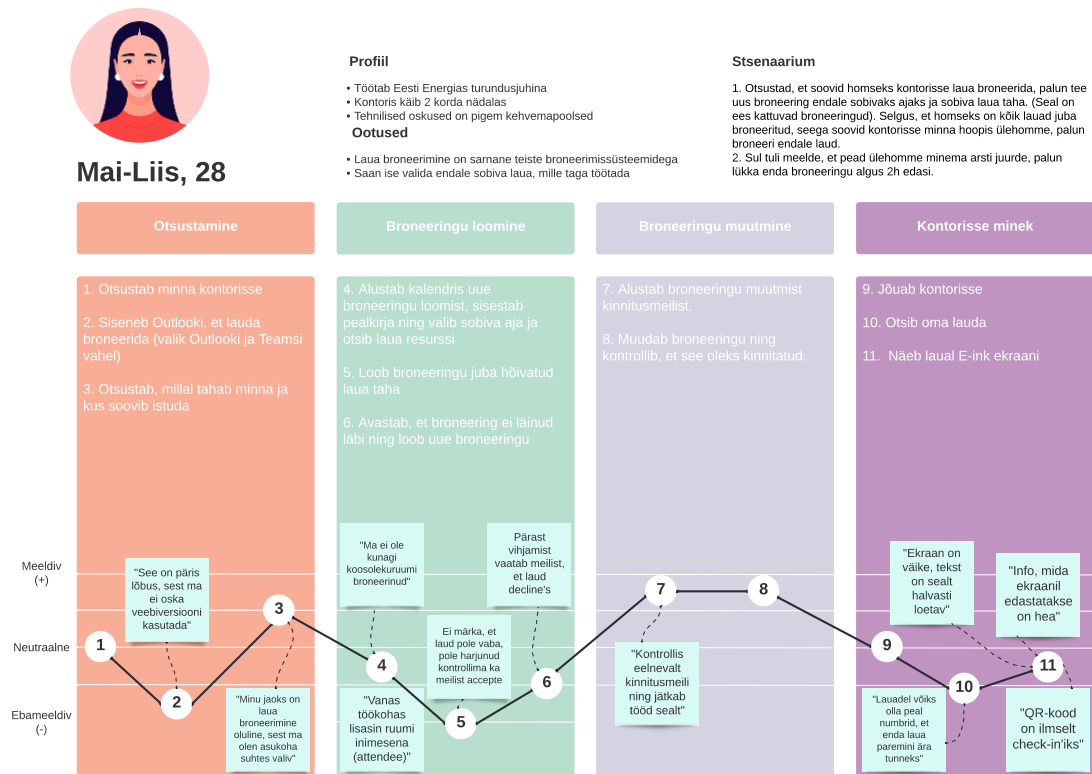 Mai-Liis, 28
Profiil
• Töötab Eesti Energias turundusjuhina
• Kontoris käib 2 korda nädalas
• Tehnilised oskused on pigem kehvemapoolsed
Ootused
• Laua broneerimine on sarnane teiste broneerimissüsteemidega
• Saan ise valida endale sobiva laua, mille taga töötada
Stsenaarium
1. Otsustad, et soovid homseks kontorisse laua broneerida, palun tee
uus broneering endale sobivaks ajaks ja sobiva laua taha. (Seal on
ees kattuvad broneeringud). Selgus, et homseks on kõik lauad juba
broneeritud, seega soovid kontorisse minna hoopis ülehomme, palun
broneeri endale laud.
2. Sul tuli meelde, et pead ülehomme minema arsti juurde, palun
lükka enda broneeringu algus 2h edasi.
Otsustamine
1. Otsustab minna kontorisse
2. Siseneb Outlooki, et lauda
broneerida (valik Outlooki ja Teamsi
vahel)
3. Otsustab, millal tahab minna ja
kus soovib istuda
Broneeringu loomine
4. Alustab kalendris uue
broneeringu loomist, sisestab
pealkirja ning valib sobiva aja ja
otsib laua resurssi
5. Loob broneeringu juba hõivatud
laua taha
6. Avastab, et broneering ei läinud
läbi ning loob uue broneeringu
Broneeringu muutmine
7. Alustab broneeringu muutmist
kinnitusmeilist.
8. Muudab broneeringu ning
kontrollib, et see oleks kinnitatud.
Kontorisse minek
9. Jõuab kontorisse
10. Otsib oma lauda
11. Näeb laual E-ink ekraani
Meeldiv
(+)
Neutraalne
Ebameeldiv
(-)
"See on päris
lõbus, sest ma
ei oska
veebiversiooni
kasutada"
1
2
3
"Minu jaoks on
laua
broneerimine
oluline, sest ma
olen asukoha
suhtes valiv"
"Ma ei ole
kunagi
koosolekuruumi
broneerinud"
Pärast
vihjamist
vaatab meilist,
et laud
decline's
Ei märka, et
laud pole vaba,
pole harjunud
kontrollima ka
meilist accepte
4
5
6
"Vanas
töökohas
lisasin ruumi
inimesena
(attendee)"
7
8
"Kontrollis
eelnevalt
kinnitusmeili
ning jätkab
tööd sealt"
"Ekraan on
väike, tekst
on sealt
halvasti
loetav"
"Info, mida
ekraanil
edastatakse
on hea"
9
10
11
"Lauadel võiks
olla peal
numbrid, et
enda laua
paremini ära
tunneks"
"QR-kood
on ilmselt
check-in'iks"